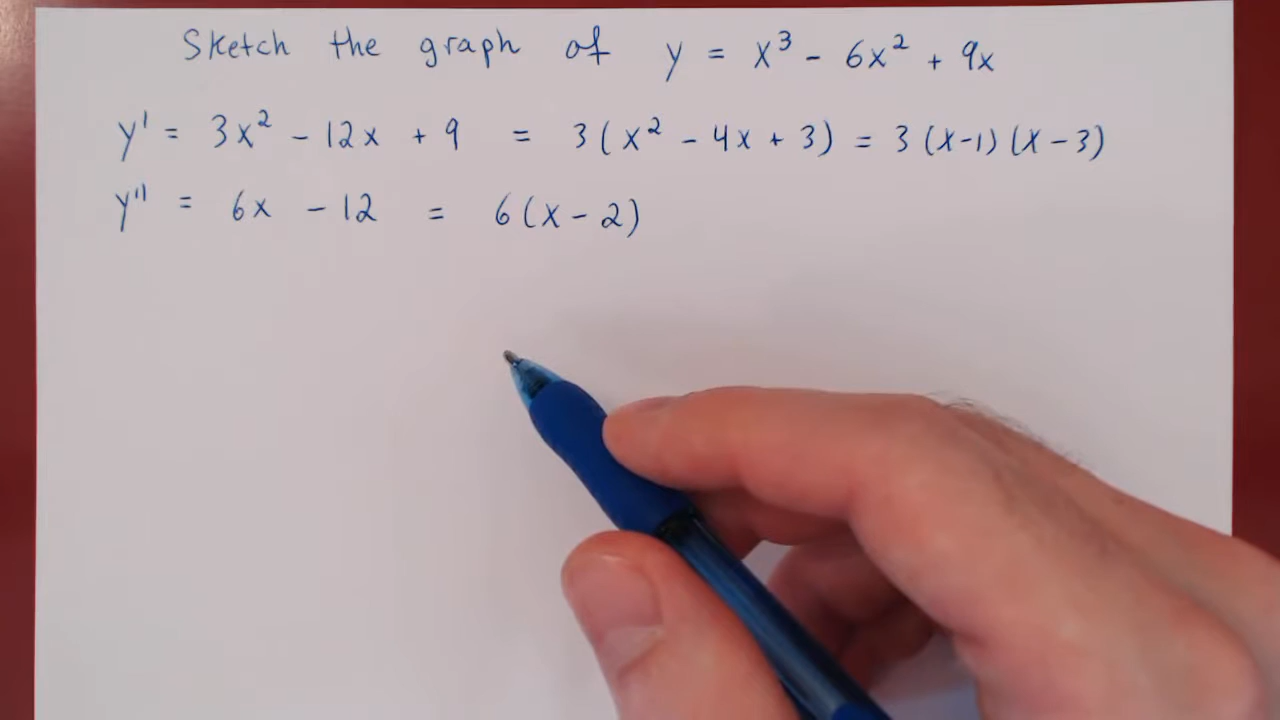 Sketch the graph of y = x³ - 6x² + 9x
y' = 3x² - 12x + 9 = 3(x² - 4x + 3) = 3(x-1)(x-3)
y'' = 6x - 12 = 6(x-2)